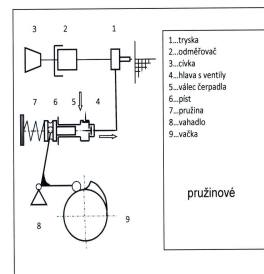 3 2 1
1...tryska
2...odměřovač
3...cívka
4...hlava s ventily
5...válec čerpadla
6...píst
7...pružina
8...vahadlo
9...vačka
7 6 5 4
8 9
pružinové